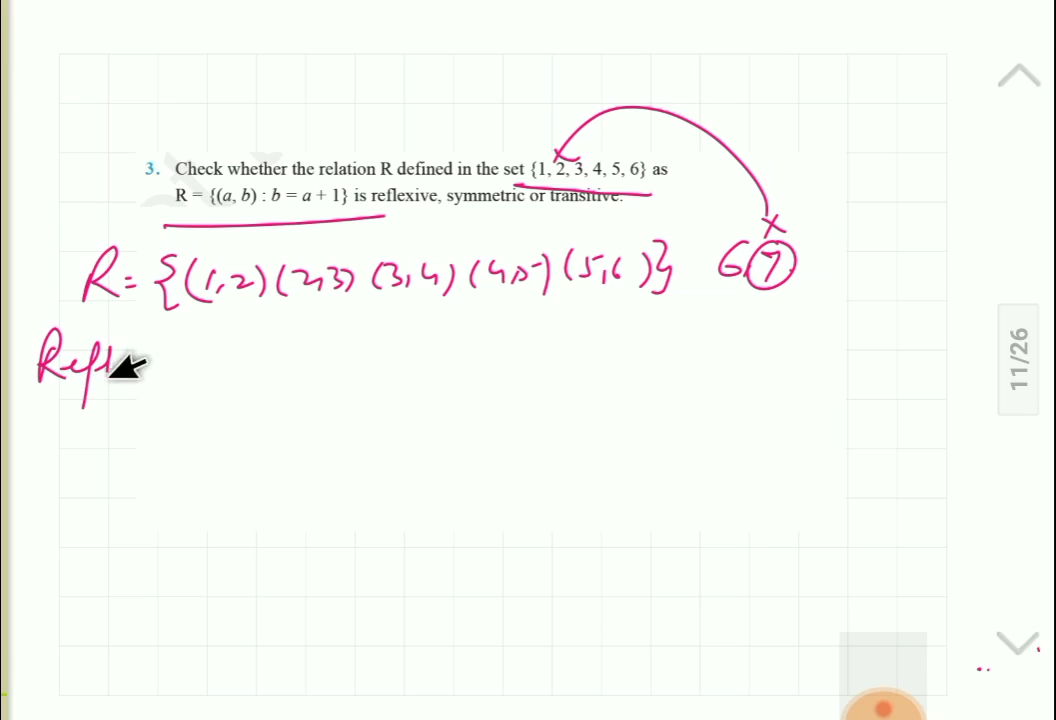 3. Check whether the relation R defined in the set {1, 2, 3, 4, 5, 6} as
R = {(a, b) : b = a + 1} is reflexive, symmetric or transitive.
R = {(1,2) (2,3) (3,4) (4,5) (5,6)} 6 7
Refl
11/26